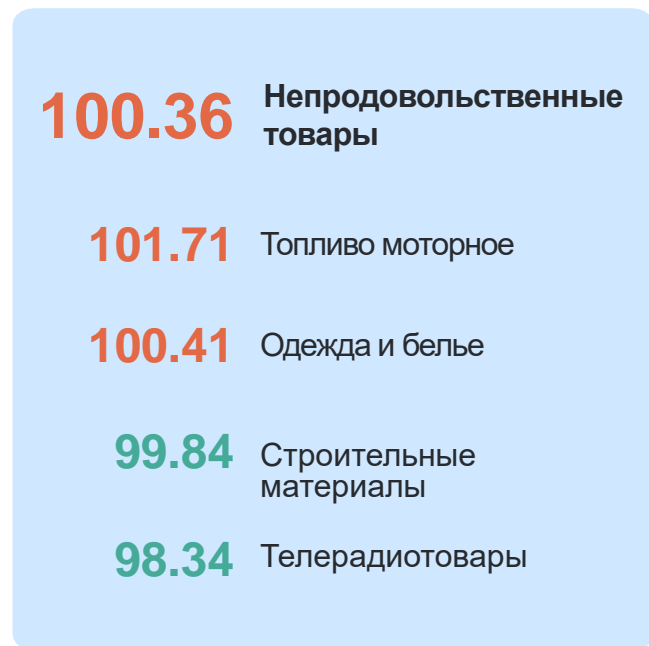 100.36 Непродовольственные
товары
101.71 Топливо моторное
100.41 Одежда и белье
99.84 Строительные
материалы
98.34 Телерадиотовары